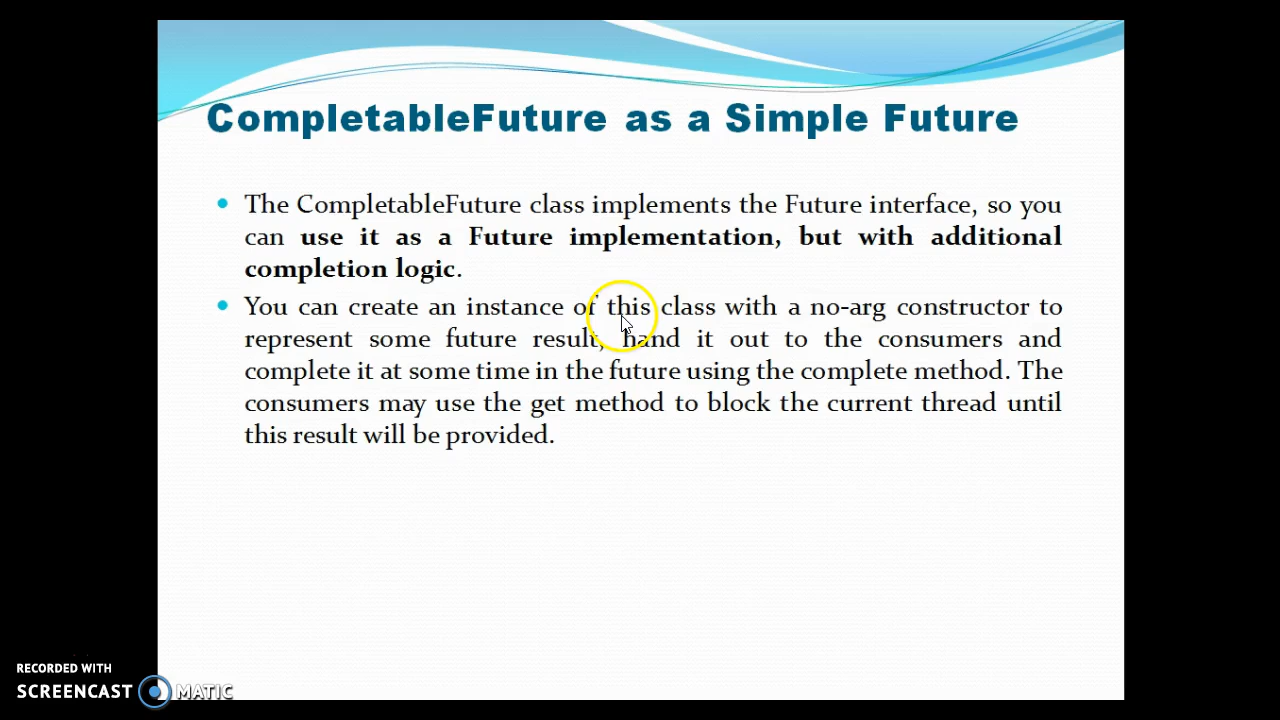 CompletableFuture as a Simple Future
The CompletableFuture class implements the Future interface, so you
can use it as a Future implementation, but with additional
completion logic.
You can create an instance of this class with a no-arg constructor to
represent some future result, hand it out to the consumers and
complete it at some time in the future using the complete method. The
consumers may use the get method to block the current thread until
this result will be provided.
RECORDED WITH
SCREENCAST MATIC